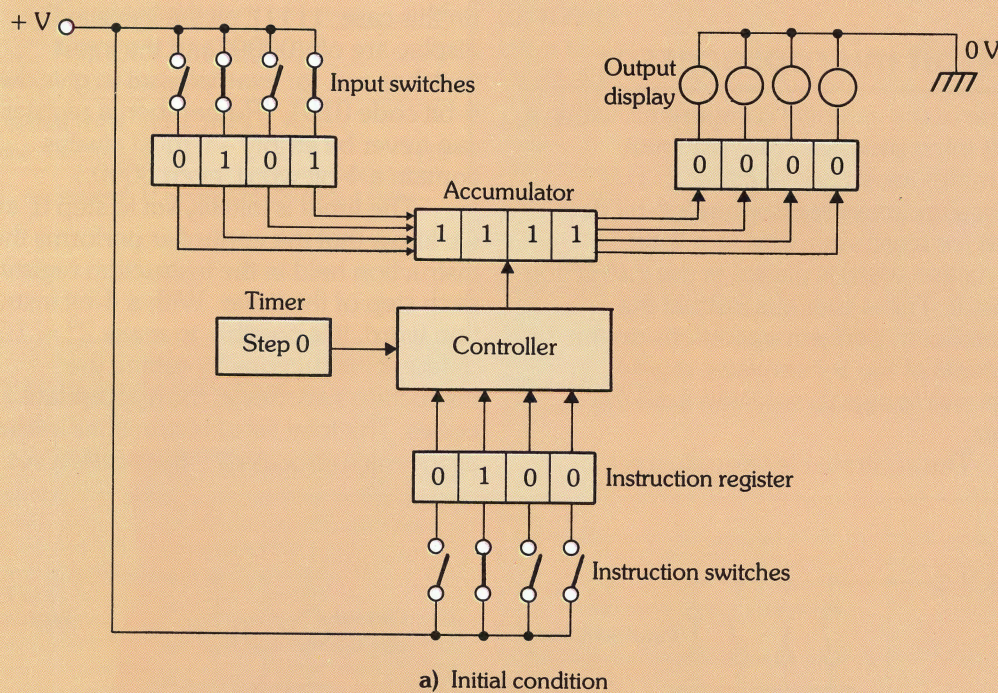 + V
0 V
Input switches
Output
display
0 1 0 1
0 0 0 0
Accumulator
1 1 1 1
Timer
Step 0
Controller
0 1 0 0
Instruction register
Instruction switches
a) Initial condition